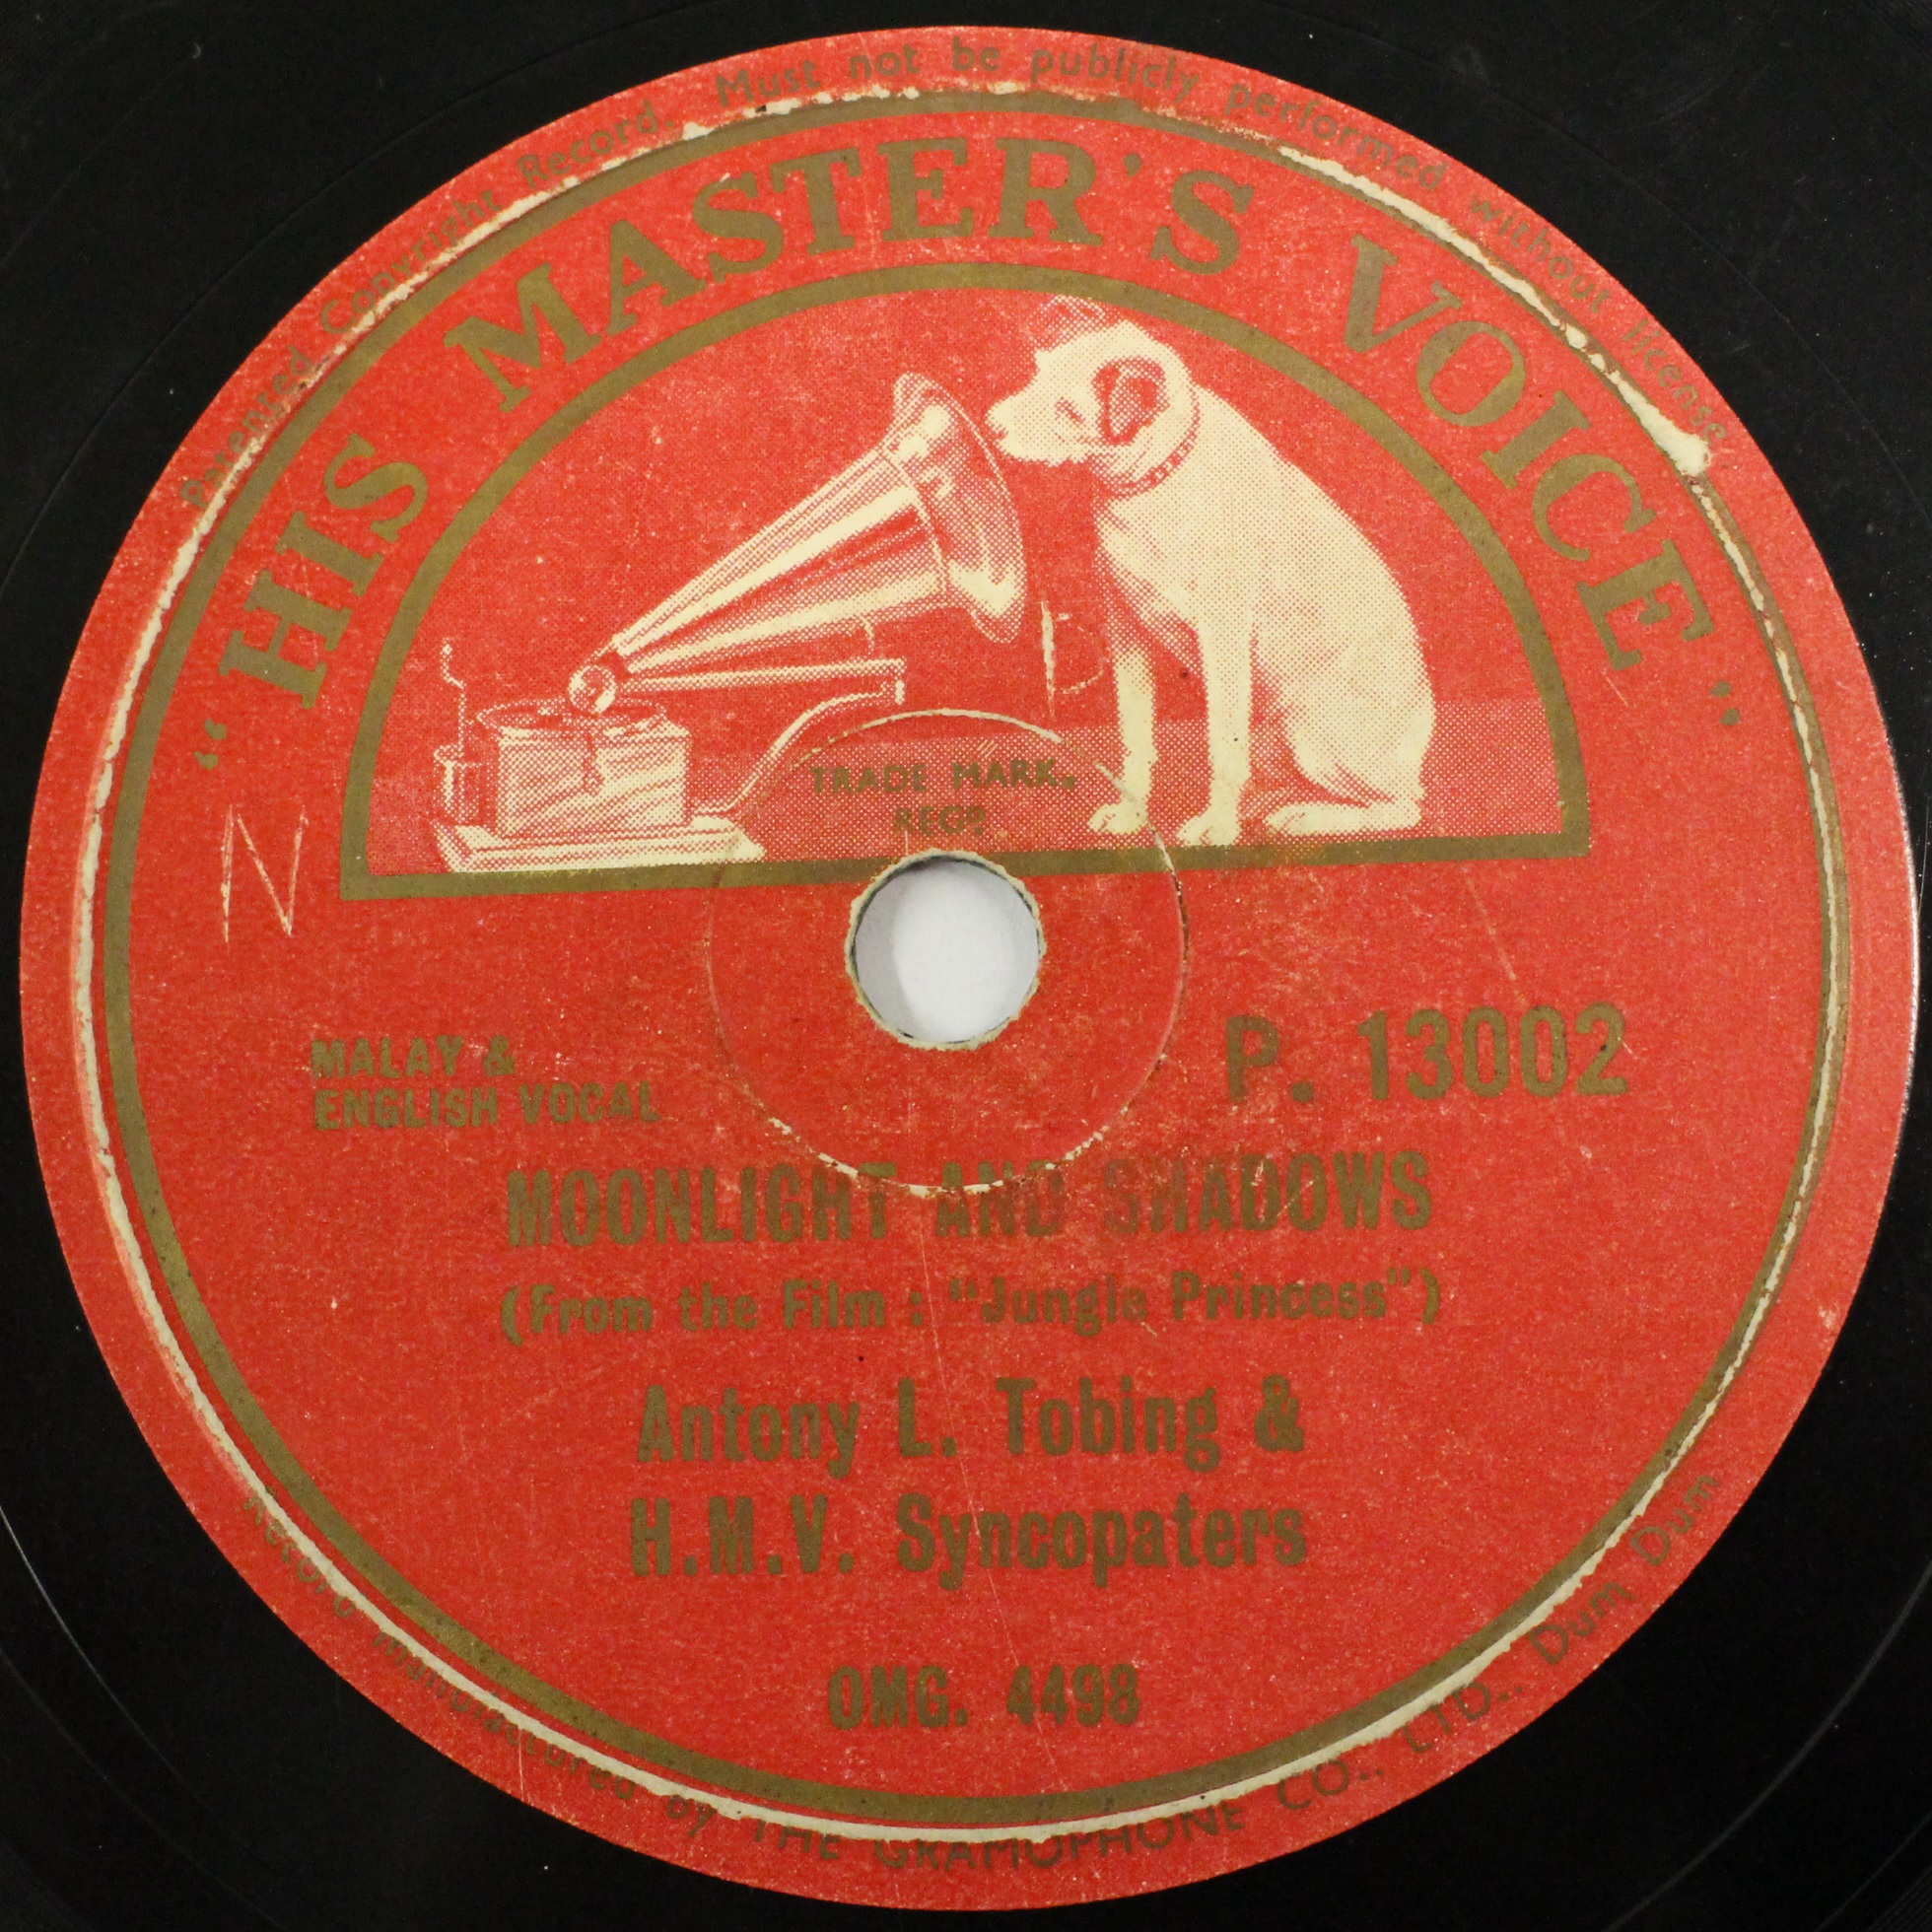 Patented Copyright Record. Must not be publicly performed without license.
"HIS MASTER'S VOICE"
TRADE MARK.
REGD
N
MALAY &
ENGLISH VOCAL
P. 13002
MOONLIGHT AND SHADOWS
(From the Film : "Jungle Princess")
Antony L. Tobing &
H.M.V. Syncopaters
OMG. 4498
Record manufactured by THE GRAMOPHONE CO., LTD., Dum Dum